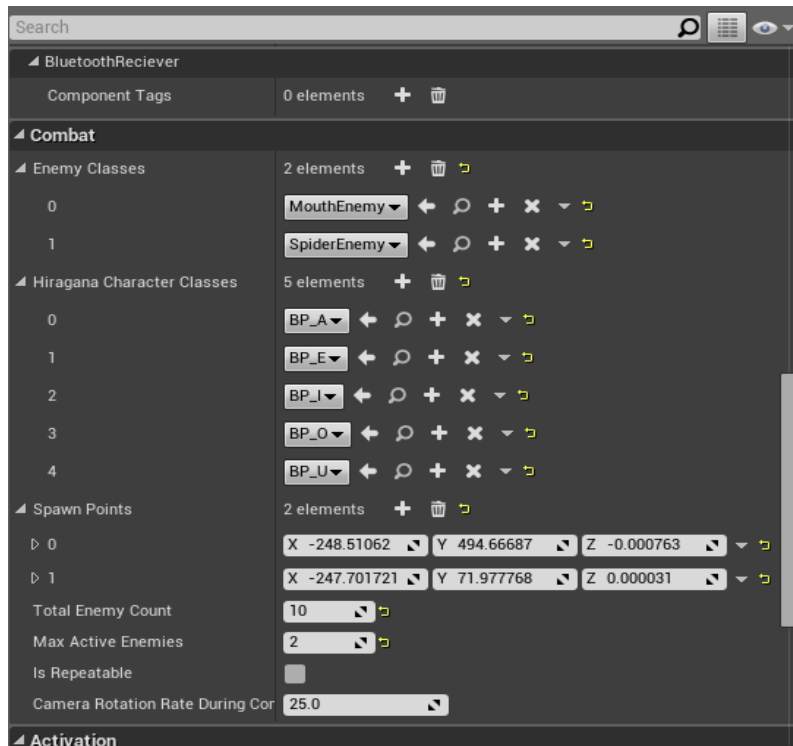 Search
BluetoothReciever
Component Tags 0 elements
Combat
Enemy Classes 2 elements
0 MouthEnemy
1 SpiderEnemy
Hiragana Character Classes 5 elements
0 BP_A
1 BP_E
2 BP_I
3 BP_O
4 BP_U
Spawn Points 2 elements
0 X -248.51062 Y 494.66687 Z -0.000763
1 X -247.701721 Y 71.977768 Z 0.000031
Total Enemy Count 10
Max Active Enemies 2
Is Repeatable
Camera Rotation Rate During Cor 25.0
Activation